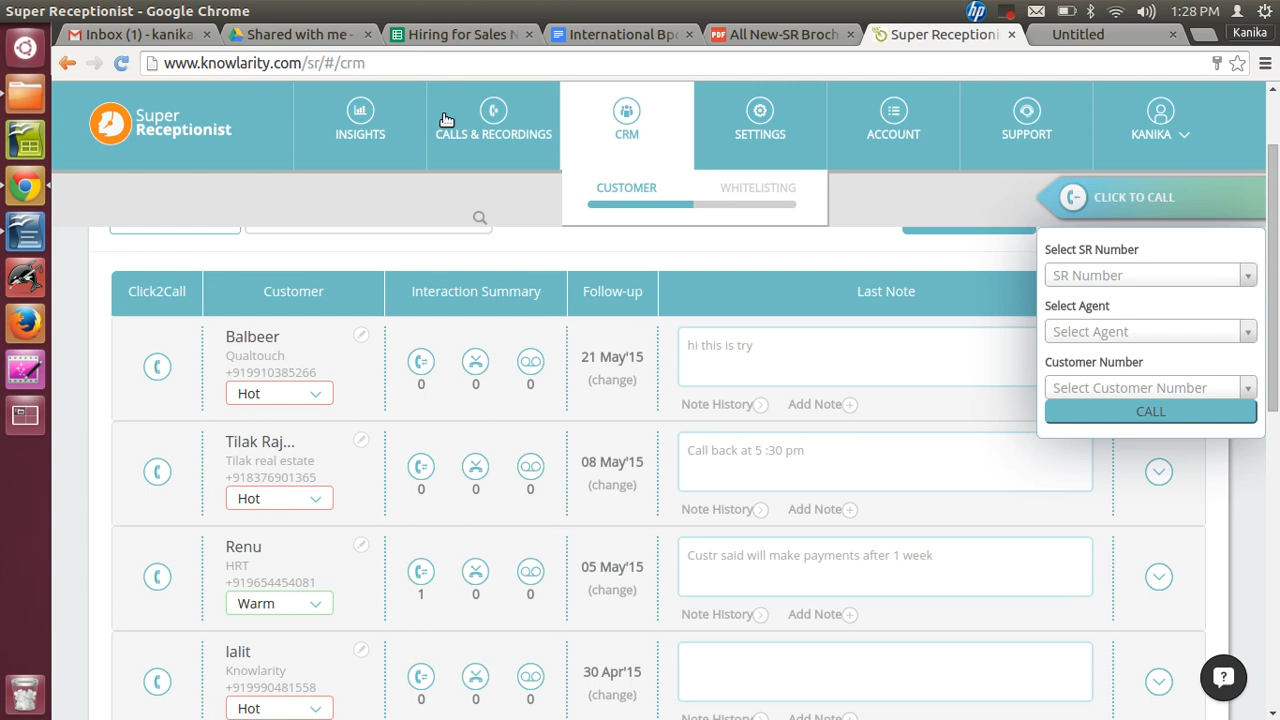 Super Receptionist - Google Chrome
1:28 PM
Inbox (1) - kanika.
Shared with me -
Hiring for Sales N
International Bpo
All New-SR Broch
Super Receptioni
Untitled
Kanika
www.knowlarity.com/sr/#/crm
Super
Receptionist
INSIGHTS
CALLS & RECORDINGS
CRM
SETTINGS
ACCOUNT
SUPPORT
KANIKA
CUSTOMER
WHITELISTING
CLICK TO CALL
Select SR Number
SR Number
Select Agent
Select Agent
Customer Number
Select Customer Number
CALL
Click2Call
Customer
Interaction Summary
Follow-up
Last Note
Balbeer
Qualtouch
+919910385266
Hot
0
0
0
21 May'15
(change)
hi this is try
Note History
Add Note
Tilak Raj...
Tilak real estate
+918376901365
Hot
0
0
0
08 May'15
(change)
Call back at 5 :30 pm
Note History
Add Note
Renu
HRT
+919654454081
Warm
1
0
0
05 May'15
(change)
Custr said will make payments after 1 week
Note History
Add Note
lalit
Knowlarity
+919990481558
Hot
0
0
0
30 Apr'15
(change)
Note History
Add Note